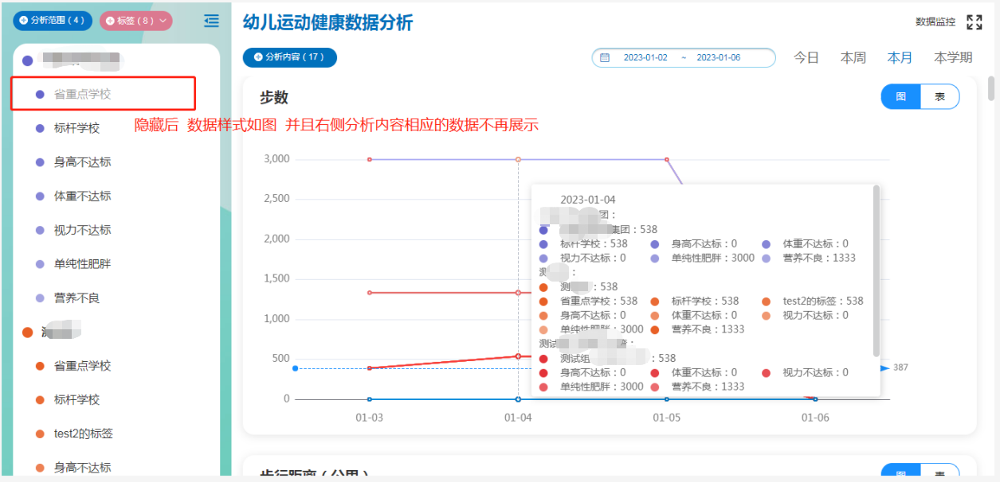 分析范围(4)
标签(8)
幼儿运动健康数据分析
数据监控
分析内容(17)
2023-01-02 ~ 2023-01-06
今日 本周 本月 本学期
省重点学校
标杆学校
身高不达标
体重不达标
视力不达标
单纯性肥胖
营养不良
省重点学校
标杆学校
test2的标签
身高不达标
步数
图 表
隐藏后 数据样式如图 并且右侧分析内容相应的数据不再展示
3,000
2,500
2,000
1,500
1,000
500
0
387
01-03 01-04 01-05 01-06
2023-01-04
团:
集团:538
标杆学校:538 身高不达标:0 体重不达标:0
视力不达标:0 单纯性肥胖:3000 营养不良:1333
测 :
测 :538
省重点学校:538 标杆学校:538 test2的标签:538
身高不达标:0 体重不达标:0 视力不达标:0
单纯性肥胖:3000 营养不良:1333
测试 :
测试组 :538
身高不达标:0 体重不达标:0 视力不达标:0
单纯性肥胖:3000 营养不良:1333
步行距离(公里)
图 表